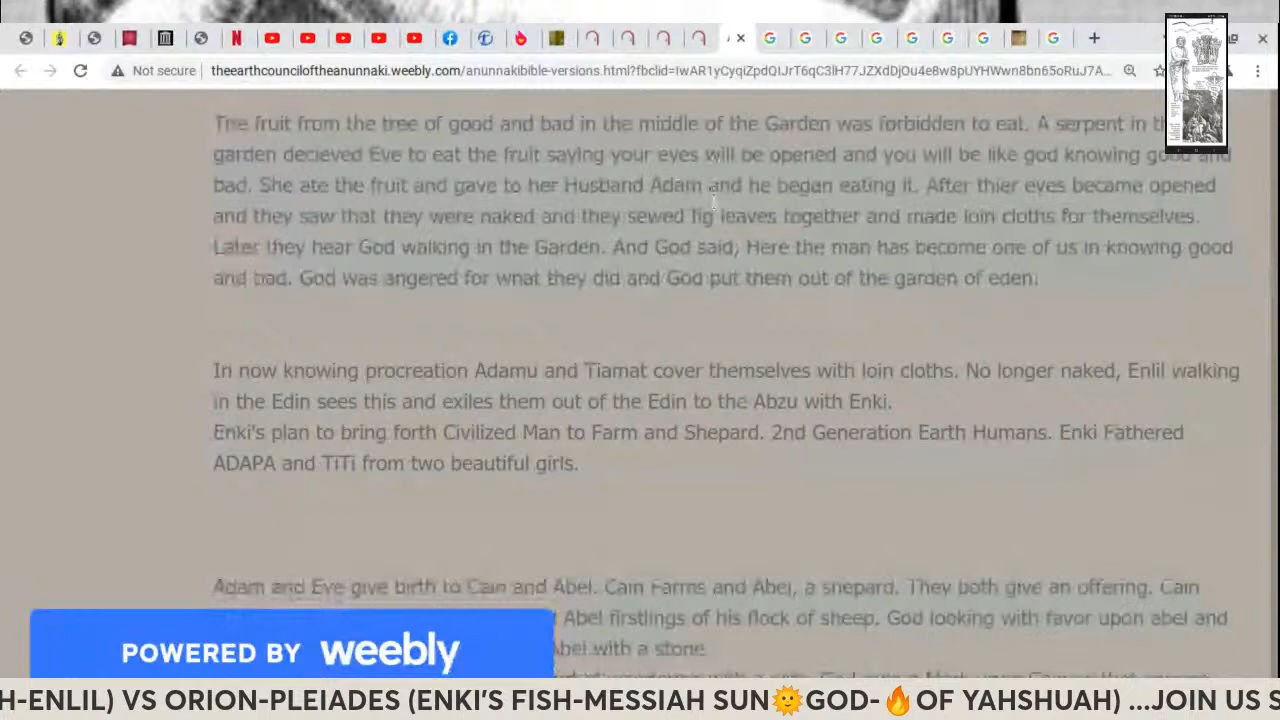 Not secure
theearthcounciloftheanunnaki.weebly.com/anunnakibible-versions.html?fbclid=IwAR1yCyqiZpdQUrT6qC3lH77JZXdDjOu4e8w8pUYHWwn8bn65oRuJ7A...
The fruit from the tree of good and bad in the middle of the Garden was forbidden to eat. A serpent in
garden decieved Eve to eat the fruit saying your eyes will be opened and you will be like god knowing good and
bad. She ate the fruit and gave to her Husband Adam and he began eating it. After thier eyes became opened
and they saw that they were naked and they sewed fig leaves together and made loin cloths for themselves.
Later they hear God walking in the Garden. And God said, Here the man has become one of us in knowing good
and bad. God was angered for what they did and God put them out of the garden of eden.
In now knowing procreation Adamu and Tiamat cover themselves with loin cloths. No longer naked, Enlil walking
in the Edin sees this and exiles them out of the Edin to the Abzu with Enki.
Enki's plan to bring forth Civilized Man to Farm and Shepard. 2nd Generation Earth Humans. Enki Fathered
ADAPA and TiTi from two beautiful girls.
Adam and Eve give birth to Cain and Abel. Cain Farms and Abel, a shepard. They both give an offering. Cain
Abel firstlings of his flock of sheep. God looking with favor upon abel and
Abel with a stone.
POWERED BY weebly
H-ENLIL) VS ORION-PLEIADES (ENKI'S FISH-MESSIAH SUN🌞GOD-🔥OF YAHSHUAH) ...JOIN US S